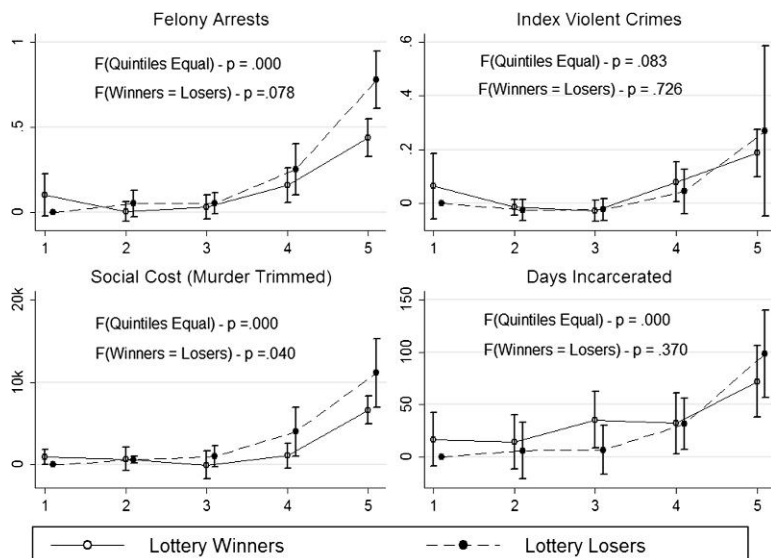 Felony Arrests
F(Quintiles Equal) - p = .000
F(Winners = Losers) - p =.078
1
.5
0
1 2 3 4 5
Index Violent Crimes
F(Quintiles Equal) - p = .083
F(Winners = Losers) - p = .726
.6
.4
.2
0
1 2 3 4 5
Social Cost (Murder Trimmed)
F(Quintiles Equal) - p =.000
F(Winners = Losers) - p =.040
20k
10k
0
1 2 3 4 5
Days Incarcerated
F(Quintiles Equal) - p = .000
F(Winners = Losers) - p = .370
150
100
50
0
1 2 3 4 5
Lottery Winners
Lottery Losers